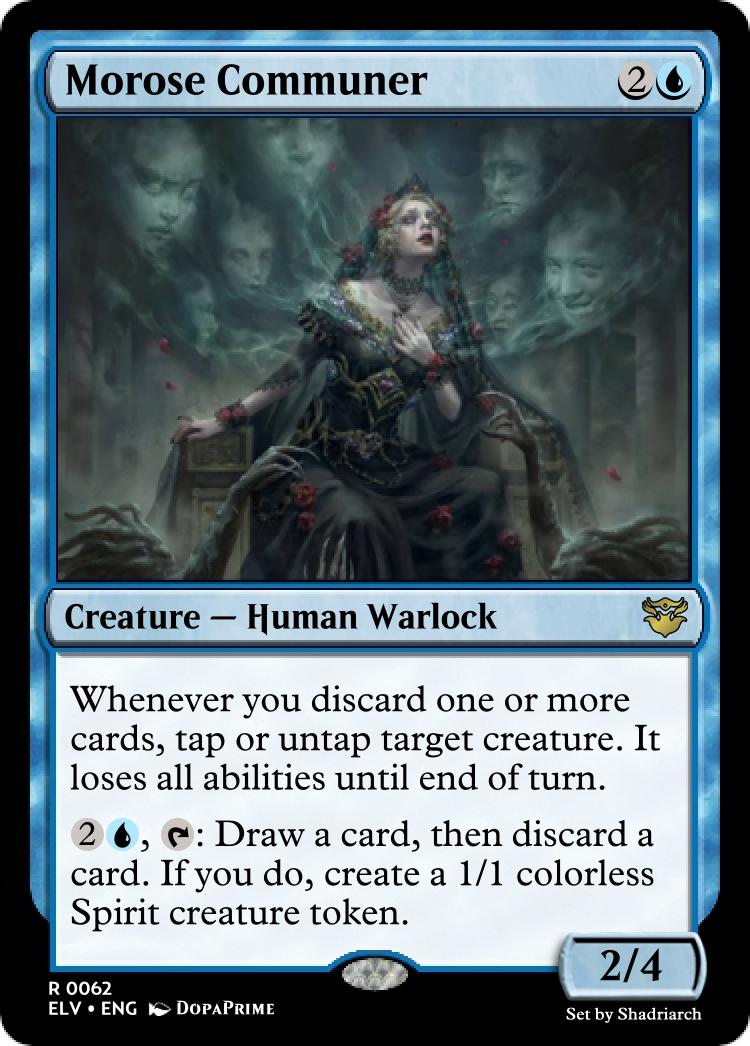 Morose Communer 2
Creature — Human Warlock
Whenever you discard one or more
cards, tap or untap target creature. It
loses all abilities until end of turn.
2, : Draw a card, then discard a
card. If you do, create a 1/1 colorless
Spirit creature token.
2/4
R 0062
ELV • ENG DopaPrime
Set by Shadriarch